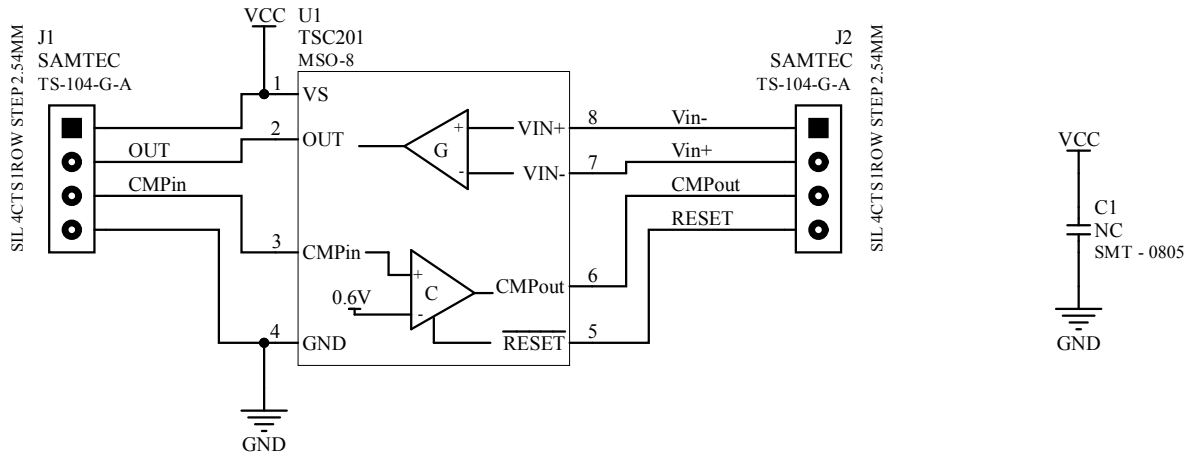 J1
SAMTEC
TS-104-G-A
SIL 4CTS 1ROW STEP 2.54MM
OUT
CMPin
VCC
U1
TSC201
MSO-8
1
VS
2
OUT
3
CMPin
4
GND
GND
G
+
-
VIN+
8
VIN-
7
0.6V
C
+
-
CMPout
6
RESET
5
Vin-
Vin+
CMPout
RESET
J2
SAMTEC
TS-104-G-A
SIL 4CTS 1ROW STEP 2.54MM
VCC
C1
NC
SMT - 0805
GND